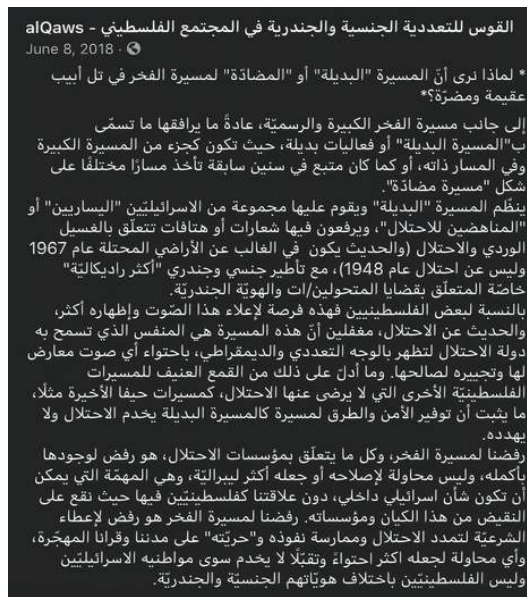 القوس للتعددية الجنسية والجندرية في المجتمع الفلسطيني - alQaws
June 8, 2018 ·
* لماذا نرى أنّ المسيرة "البديلة" أو "المضادّة" لمسيرة الفخر في تل أبيب
عقيمة ومضرّة؟*
إلى جانب مسيرة الفخر الكبيرة والرسميّة، عادةً ما يرافقها ما تسمّى
ب"المسيرة البديلة" أو فعاليات بديلة، حيث تكون كجزء من المسيرة الكبيرة
وفي المسار ذاته، أو كما كان متبع في سنين سابقة تأخذ مسارًا مختلفًا على
شكل "مسيرة مضادّة".
ينظّم المسيرة "البديلة" ويقوم عليها مجموعة من الاسرائيليّين "اليساريين" أو
"المناهضين للاحتلال"، ويرفعون فيها شعارات أو هتافات تتعلّق بالغسيل
الوردي والاحتلال (والحديث يكون في الغالب عن الأراضي المحتلة عام 1967
وليس عن احتلال عام 1948)، مع تأطير جنسي وجندري "أكثر راديكاليّة"
خاصّة المتعلّق بقضايا المتحولين/ات والهويّة الجندريّة.
بالنسبة لبعض الفلسطينيين فهذه فرصة لإعلاء هذا الصّوت وإظهاره أكثر،
والحديث عن الاحتلال، مغفلين أنّ هذه المسيرة هي المنفس الذي تسمح به
دولة الاحتلال لتظهر بالوجه التعددي والديمقراطي، باحتواء أي صوت معارض
لها وتجييره لصالحها. وما أدلّ على ذلك من القمع العنيف للمسيرات
الفلسطينيّة الأخرى التي لا يرضى عنها الاحتلال، كمسيرات حيفا الأخيرة مثلًا،
ما يثبت أن توفير الأمن والطرق لمسيرة كالمسيرة البديلة يخدم الاحتلال ولا
يهدده.
رفضنا لمسيرة الفخر، وكل ما يتعلّق بمؤسسات الاحتلال، هو رفض لوجودها
بأكمله، وليس محاولة لإصلاحه أو جعله أكثر ليبراليّة، وهي المهمّة التي يمكن
أن تكون شأن اسرائيلي داخلي، دون علاقتنا كفلسطينيّين فيها حيث نقع على
النقيض من هذا الكيان ومؤسساته. رفضنا لمسيرة الفخر هو رفض لإعطاء
الشرعيّة لتمدد الاحتلال وممارسة نفوذه و"حريّته" على مدننا وقرانا المهجّرة،
وأي محاولة لجعله اكثر احتواءً وتقبّلًا لا يخدم سوى مواطنيه الاسرائيليّين
وليس الفلسطينيّين باختلاف هويّاتهم الجنسيّة والجندريّة.